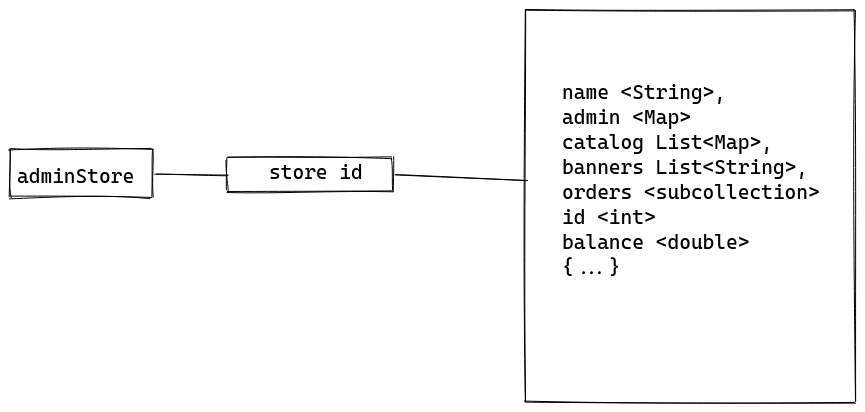 adminStore
store id
name <String>,
admin <Map>
catalog List<Map>,
banners List<String>,
orders <subcollection>
id <int>
balance <double>
{ ... }